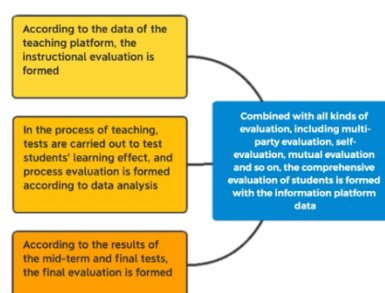 According to the data of the
teaching platform, the
instructional evaluation is
formed
In the process of teaching,
tests are carried out to test
students' learning effect, and
process evaluation is formed
according to data analysis
According to the results of
the mid-term and final tests,
the final evaluation is formed
Combined with all kinds of
evaluation, including multi-
party evaluation, self-
evaluation, mutual evaluation
and so on, the comprehensive
evaluation of students is formed
with the information platform
data